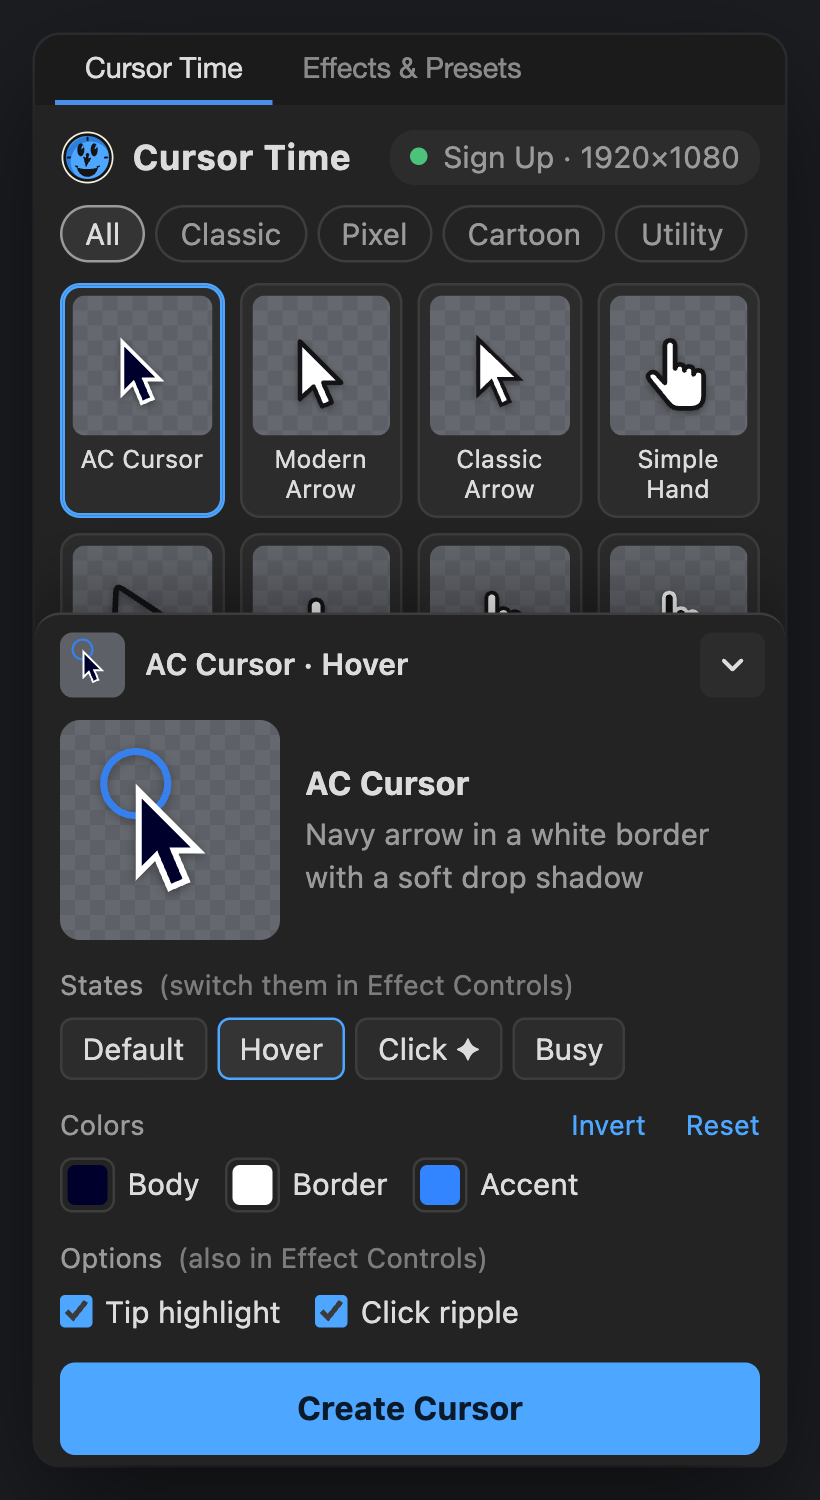 Cursor Time
Effects & Presets
Cursor Time
Sign Up · 1920×1080
All
Classic
Pixel
Cartoon
Utility
AC Cursor
Modern
Arrow
Classic
Arrow
Simple
Hand
AC Cursor · Hover
AC Cursor
Navy arrow in a white border
with a soft drop shadow
States (switch them in Effect Controls)
Default
Hover
Click ✦
Busy
Colors
Invert
Reset
Body
Border
Accent
Options (also in Effect Controls)
Tip highlight
Click ripple
Create Cursor